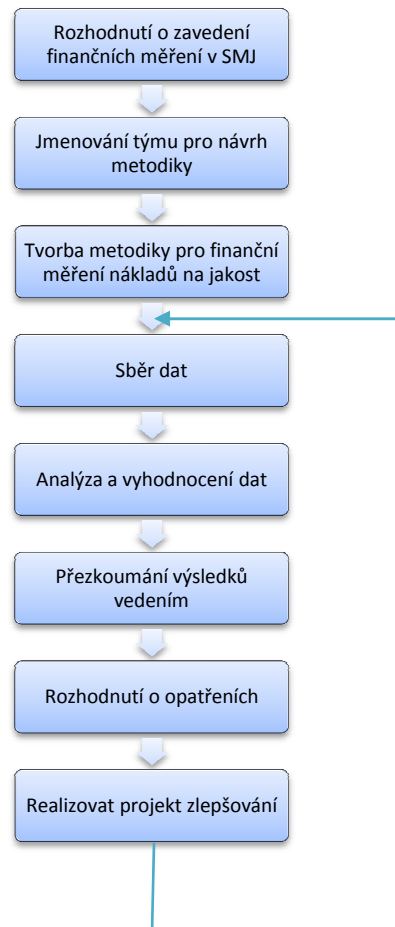 Rozhodnutí o zavedení
finančních měření v SMJ
Jmenování týmu pro návrh
metodiky
Tvorba metodiky pro finanční
měření nákladů na jakost
Sběr dat
Analýza a vyhodnocení dat
Přezkoumání výsledků
vedením
Rozhodnutí o opatřeních
Realizovat projekt zlepšování